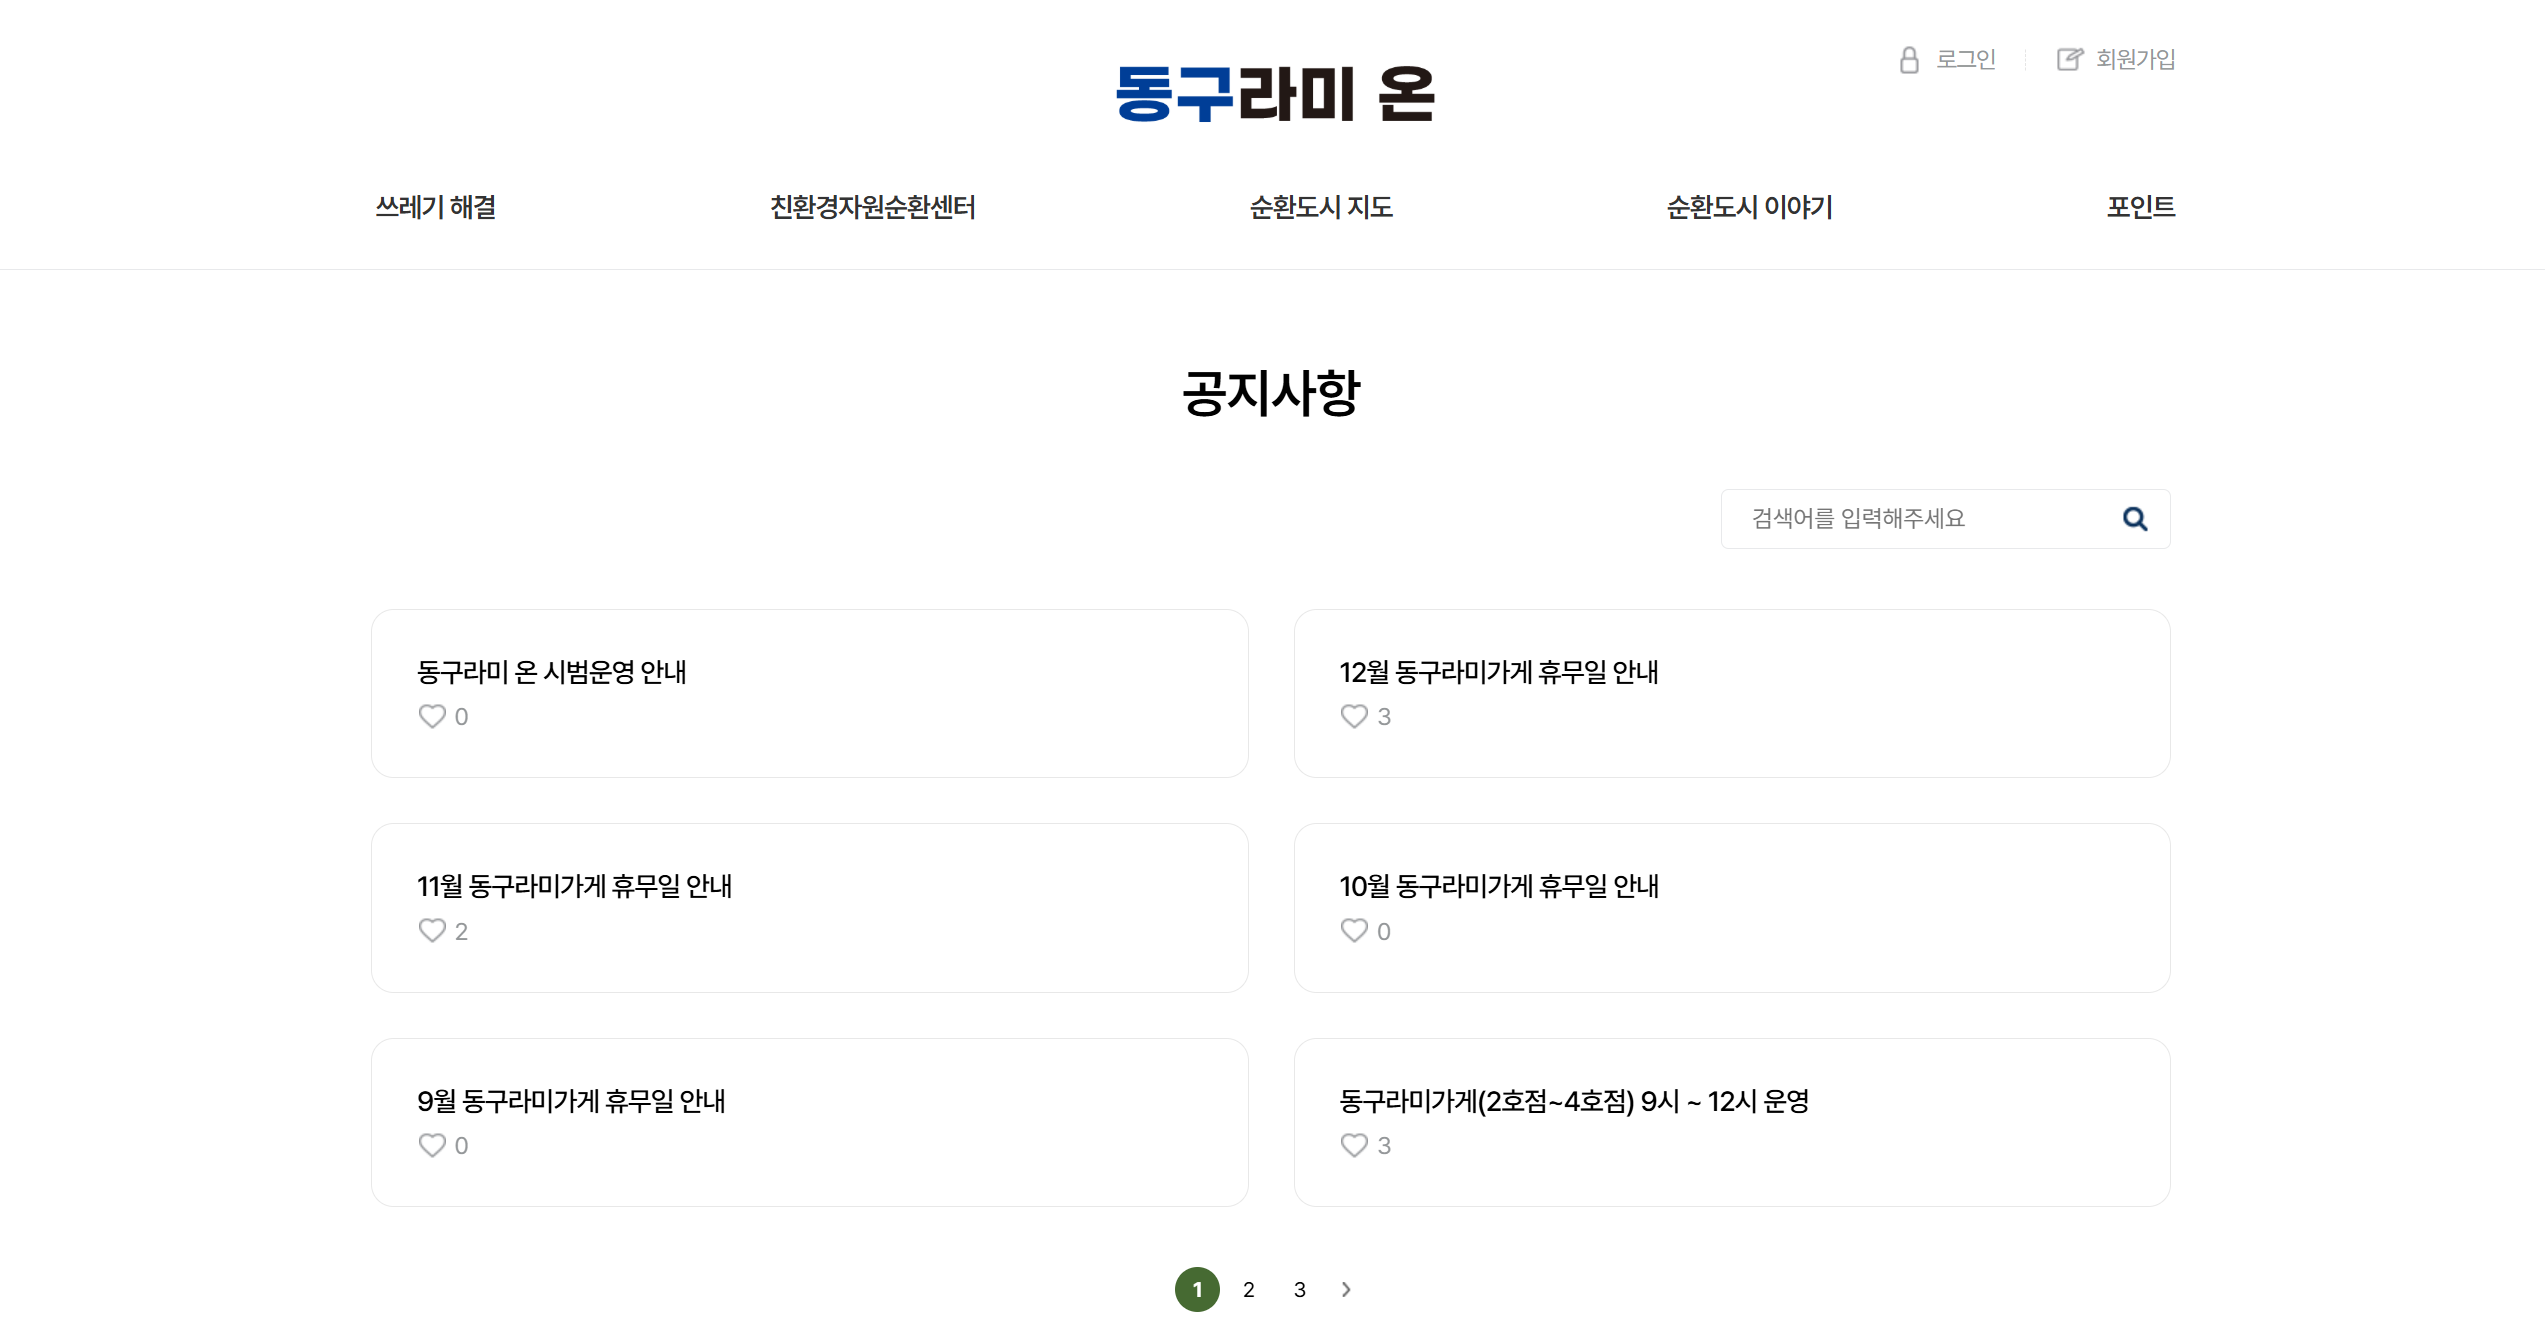 로그인
회원가입
동구라미 온
쓰레기 해결
친환경자원순환센터
순환도시 지도
순환도시 이야기
포인트
공지사항
검색어를 입력해주세요
동구라미 온 시범운영 안내
0
12월 동구라미가게 휴무일 안내
3
11월 동구라미가게 휴무일 안내
2
10월 동구라미가게 휴무일 안내
0
9월 동구라미가게 휴무일 안내
0
동구라미가게(2호점~4호점) 9시 ~ 12시 운영
3
1 2 3